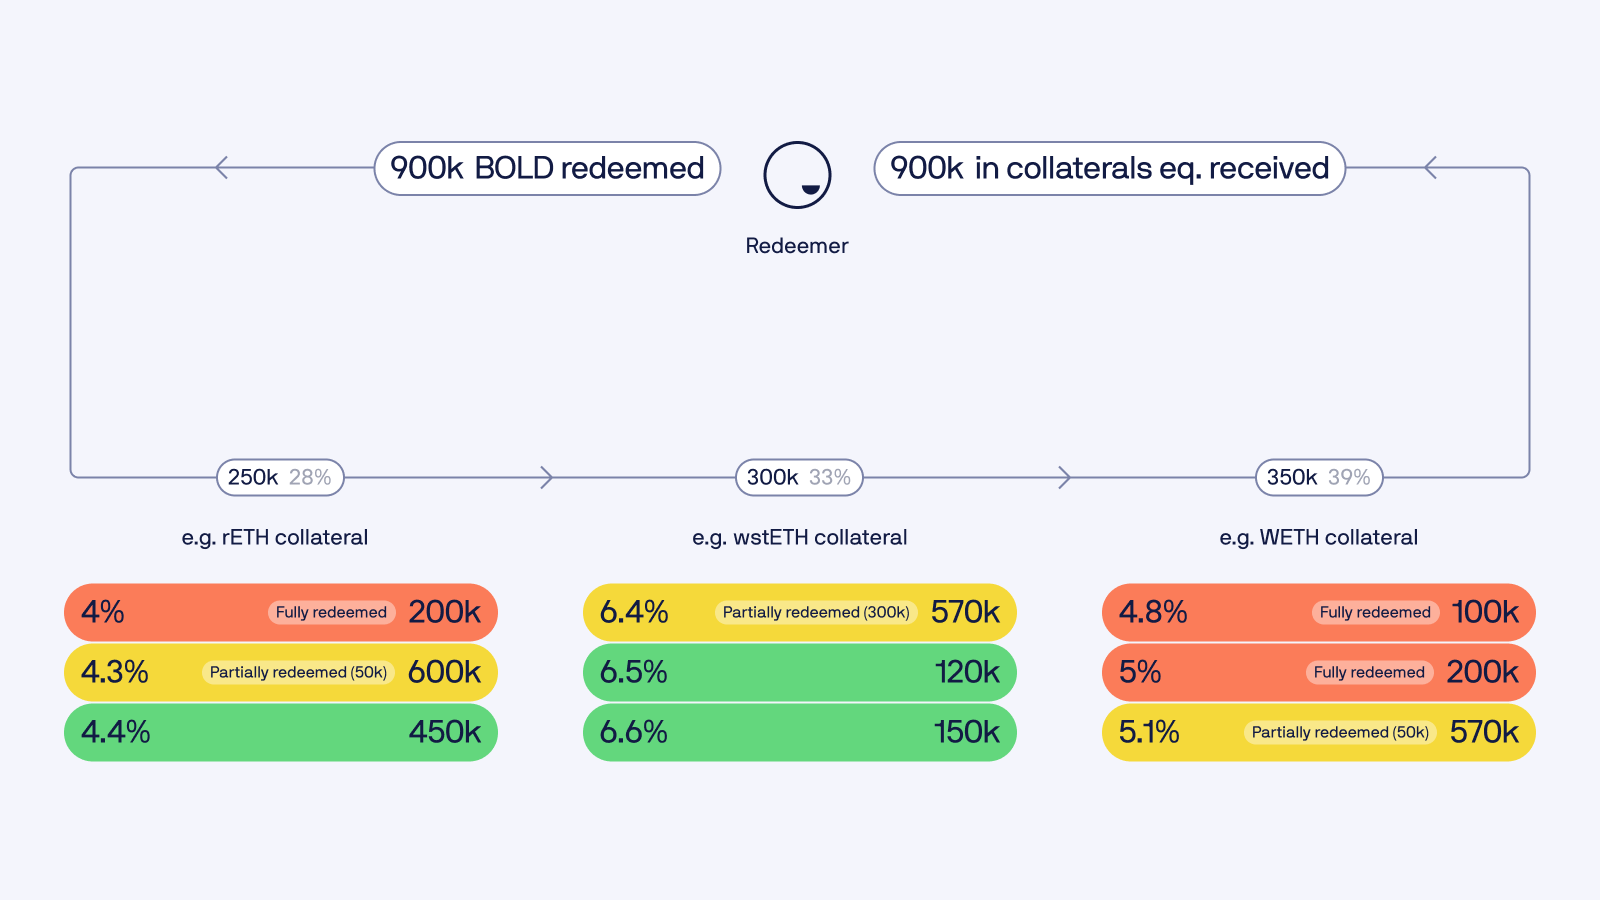 900k BOLD redeemed
900k in collaterals eq. received
Redeemer
250k 28%
300k 33%
350k 39%
e.g. rETH collateral
e.g. wstETH collateral
e.g. WETH collateral
4% Fully redeemed 200k
4.3% Partially redeemed (50k) 600k
4.4% 450k
6.4% Partially redeemed (300k) 570k
6.5% 120k
6.6% 150k
4.8% Fully redeemed 100k
5% Fully redeemed 200k
5.1% Partially redeemed (50k) 570k